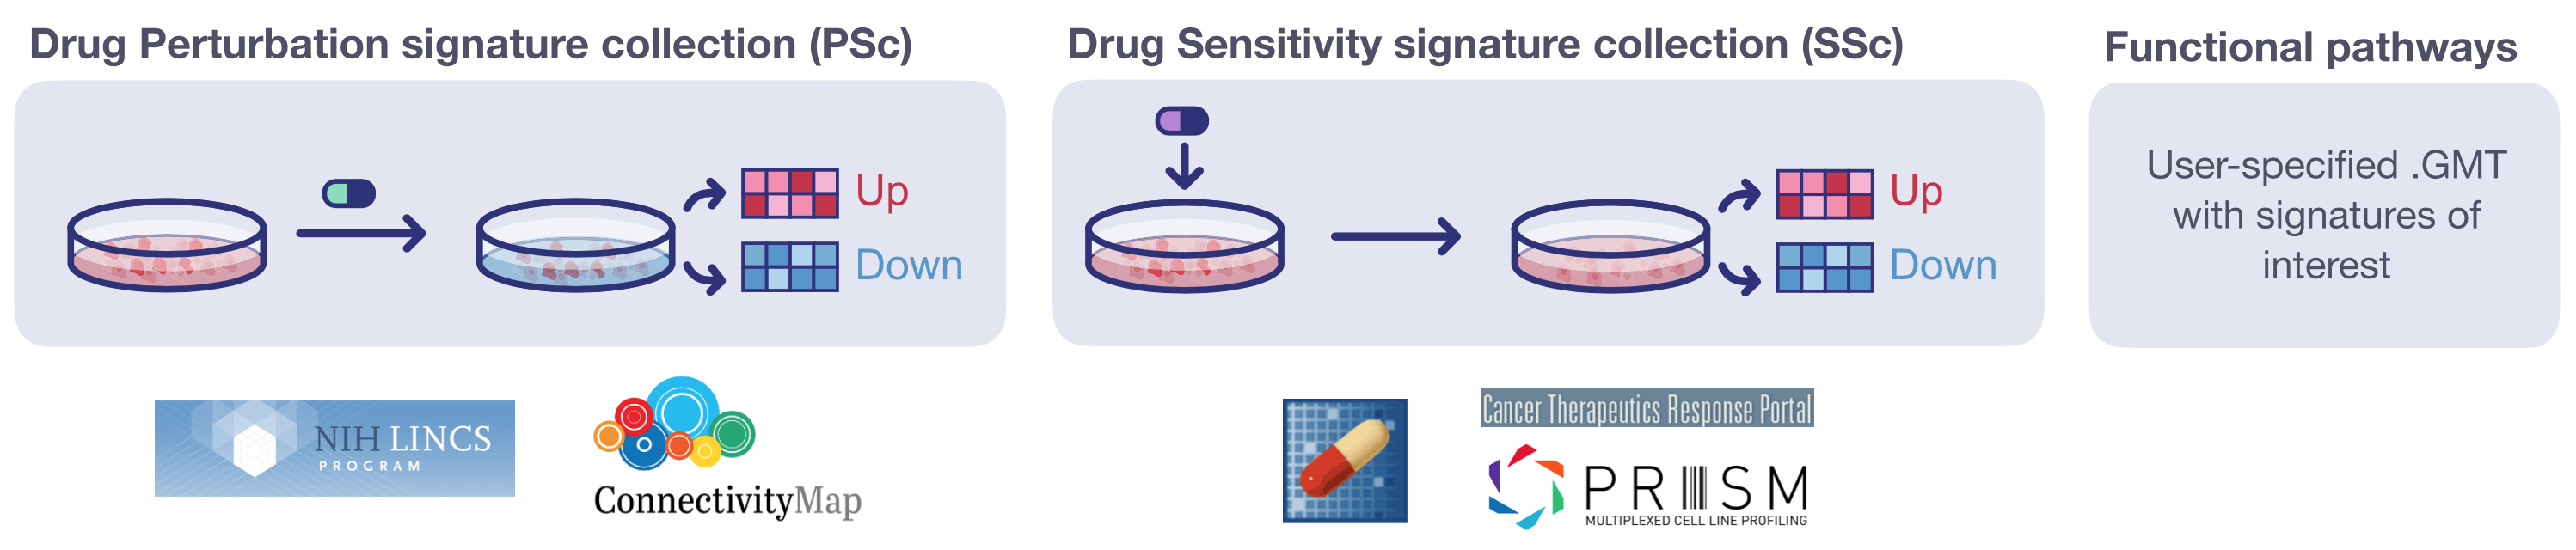 Drug Perturbation signature collection (PSc)
Up
Down
NIH LINCS
PROGRAM
ConnectivityMap
Drug Sensitivity signature collection (SSc)
Up
Down
Cancer Therapeutics Response Portal
PRISM
MULTIPLEXED CELL LINE PROFILING
Functional pathways
User-specified .GMT
with signatures of
interest